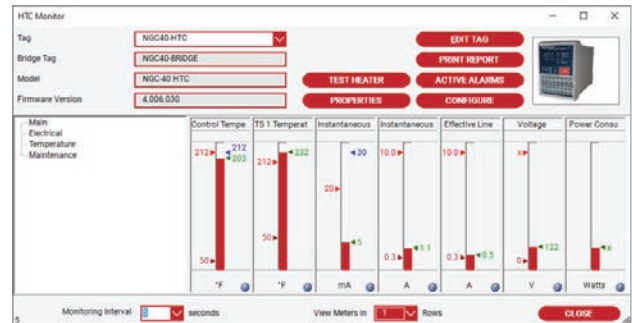 HTC Monitor
Tag NGC40-HTC EDIT TAG
Bridge Tag NGC40-BRIDGE PRINT REPORT
Model NGC-40 HTC TEST HEATER ACTIVE ALARMS
Firmware Version 4.006.030 PROPERTIES CONFIGURE
Main
Electrical
Temperature
Maintenance
Control Tempe TS 1 Temperat Instantaneous Instantaneous Effective Line Voltage Power Consu
212 212 203 50 °F
212 232 50 °F
30 20 5 mA
10.0 0.3 1.1 A
10.0 0.3 0.5 A
x 0 122 V
x Watts
5 Monitoring Interval seconds View Meters in 1 Rows CLOSE